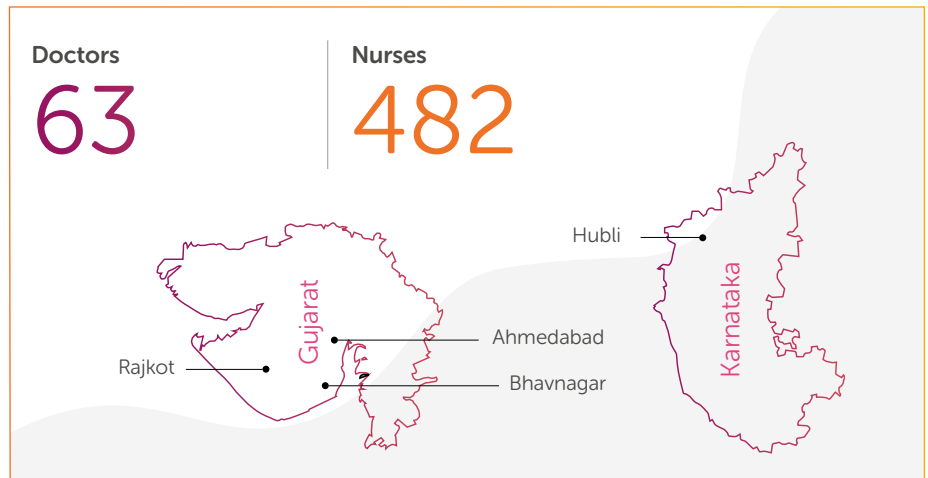 Doctors
63
Nurses
482
Hubli
Gujarat
Karnataka
Ahmedabad
Rajkot
Bhavnagar